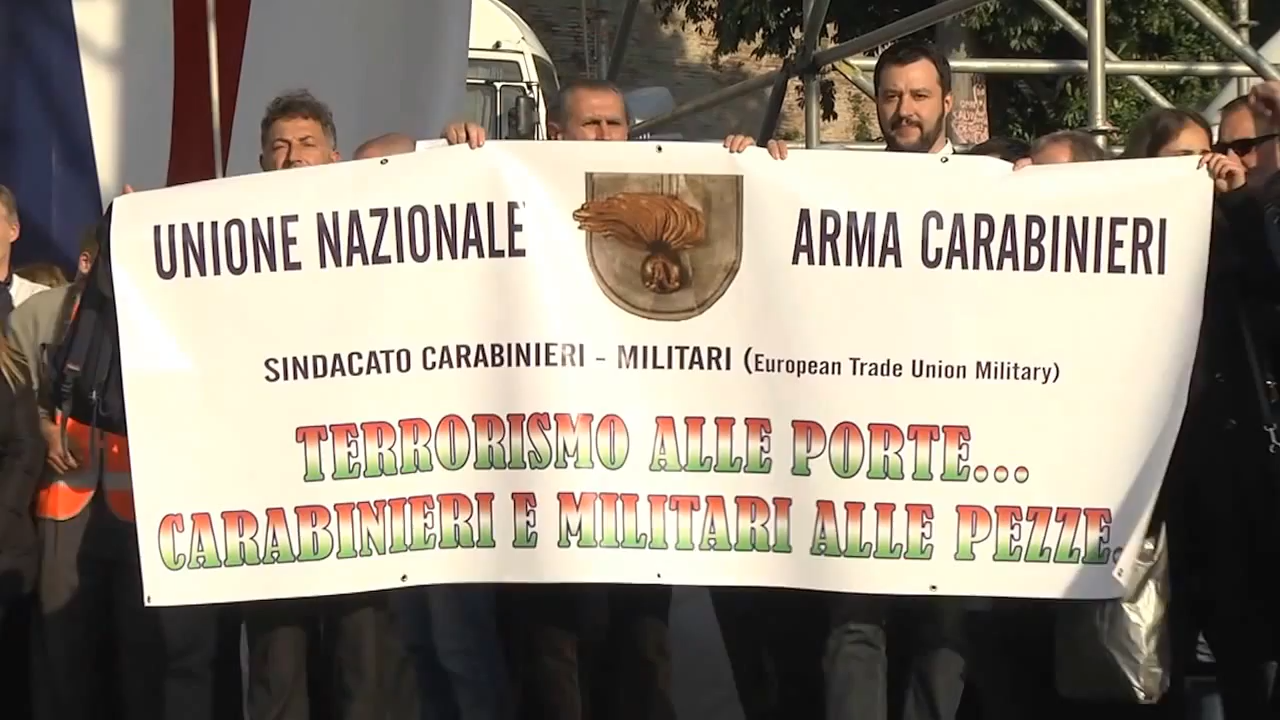 UNIONE NAZIONALE ARMA CARABINIERI
SINDACATO CARABINIERI - MILITARI (European Trade Union Military)
TERRORISMO ALLE PORTE...
CARABINIERI E MILITARI ALLE PEZZE.